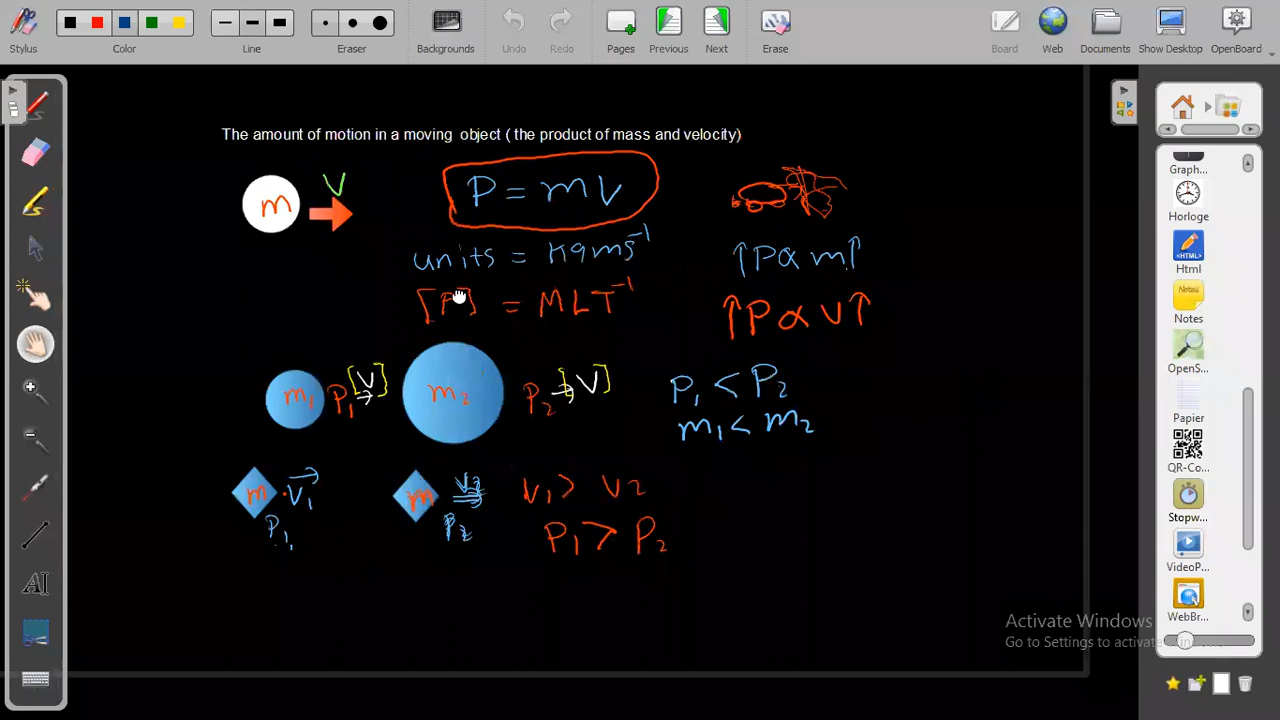 Stylus
Color
Line
Eraser
Backgrounds
Undo
Redo
Pages
Previous
Next
Erase
Board
Web
Documents
Show Desktop
OpenBoard
The amount of motion in a moving object ( the product of mass and velocity)
m
V
P = mV
units = Kgms⁻¹
↑P∝ m↑
[P] = MLT⁻¹
↑P∝ V↑
m₁ P₁ [V→]
m₂ P₂ [→V]
P₁ < P₂
m₁ < m₂
m V₁→
P₁
m V₂
P₂
V₁> V₂
P₁ > P₂
Graph...
Horloge
<HTML>
Html
Notes
OpenS...
Papier
QR-Co...
Stopw...
VideoP...
WebBr...
AI
Activate Windows
Go to Settings to activate Windows.